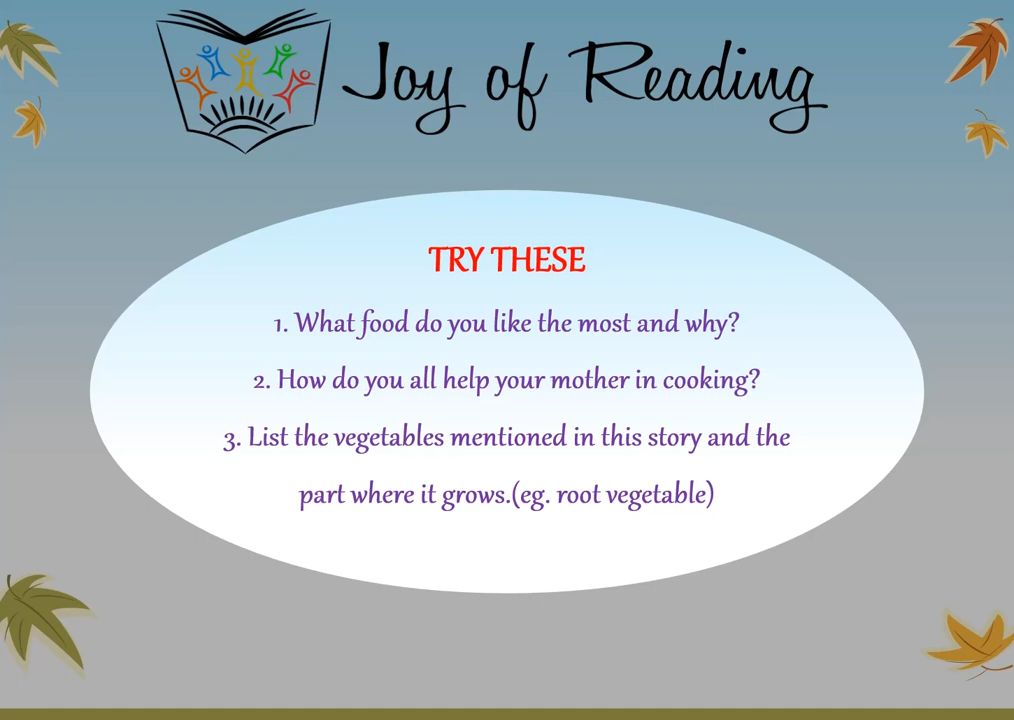 Joy of Reading
TRY THESE
1. What food do you like the most and why?
2. How do you all help your mother in cooking?
3. List the vegetables mentioned in this story and the
part where it grows.(eg. root vegetable)